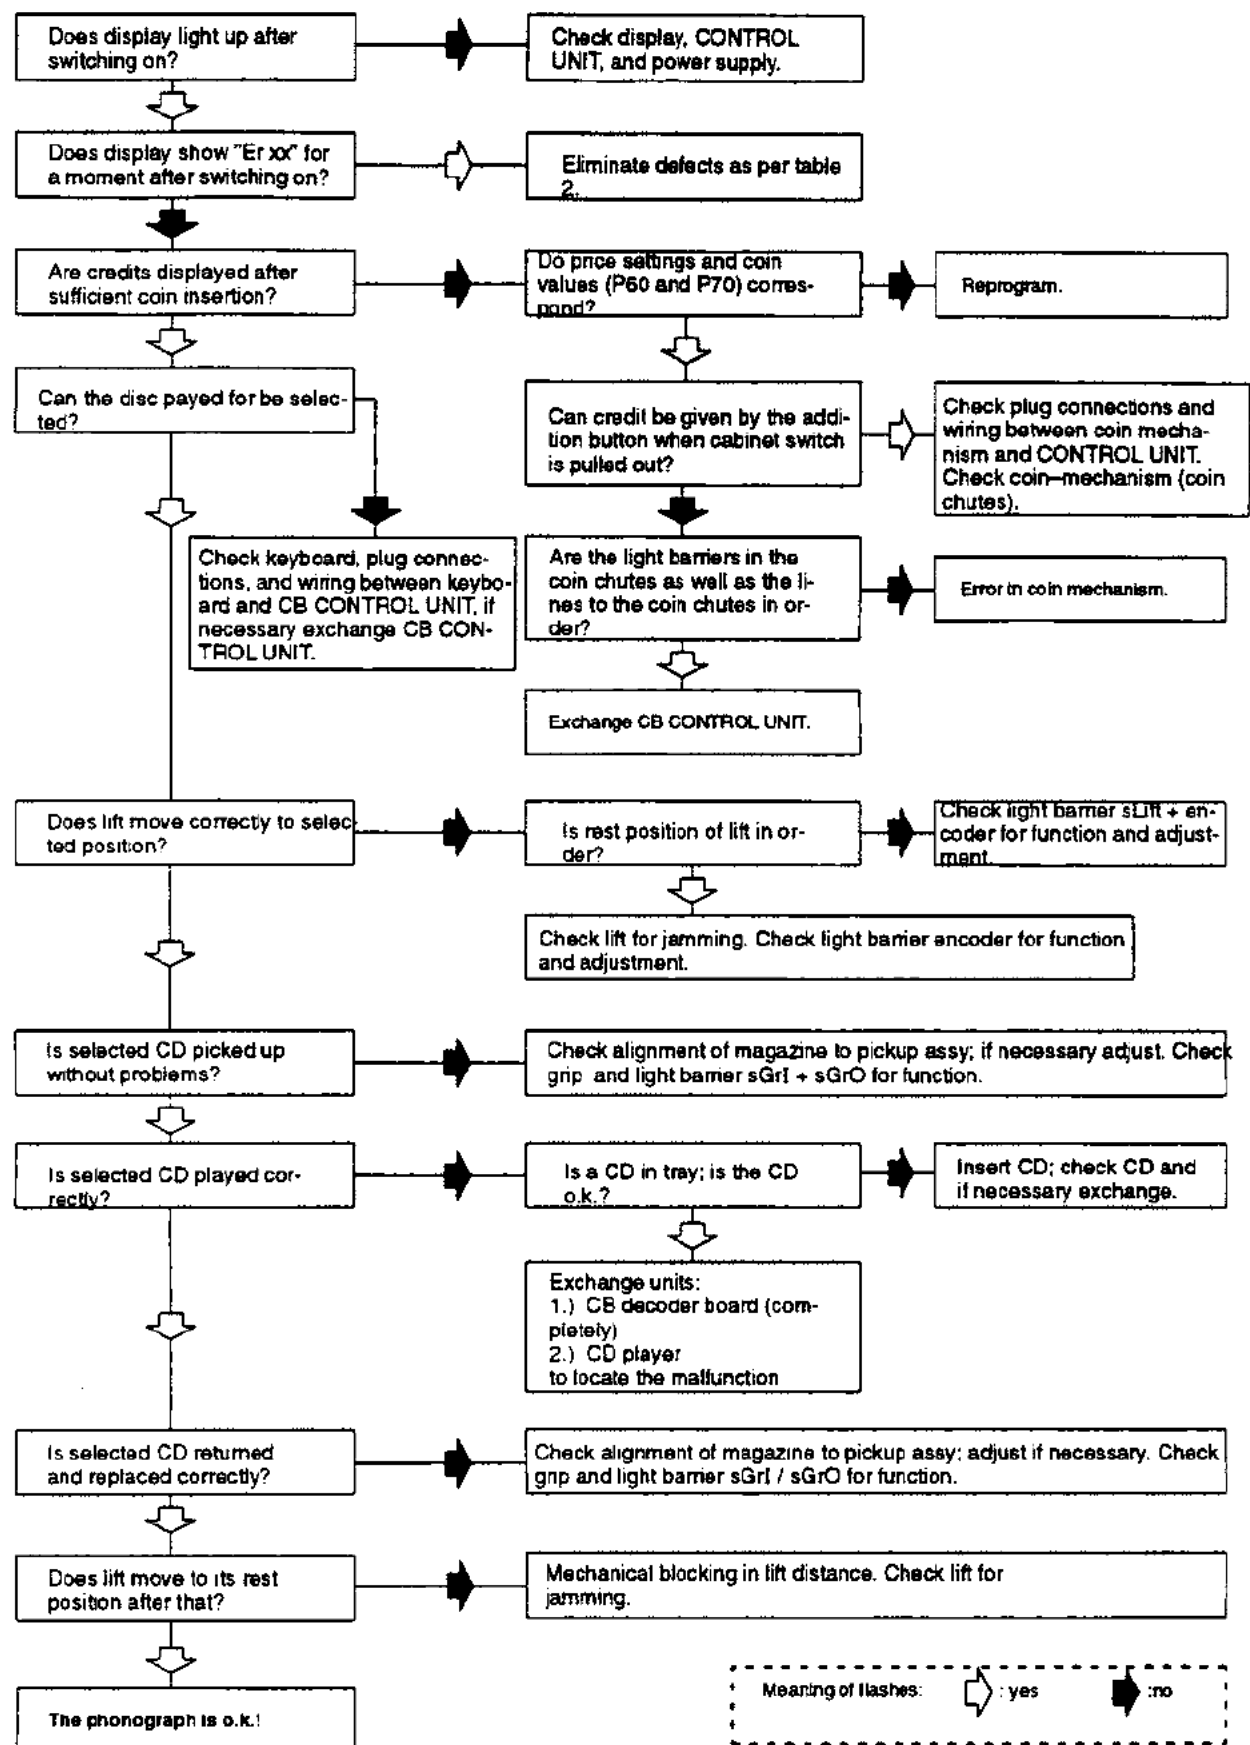 Does display light up after
switching on?
Check display, CONTROL
UNIT, and power supply.
Does display show "Er xx" for
a moment after switching on?
Eliminate defects as per table
2.
Are credits displayed after
sufficient coin insertion?
Do price settings and coin
values (P60 and P70) corres-
pond?
Reprogram.
Can the disc payed for be selec-
ted?
Can credit be given by the addi-
tion button when cabinet switch
is pulled out?
Check plug connections and
wiring between coin mecha-
nism and CONTROL UNIT.
Check coin-mechanism (coin
chutes).
Check keyboard, plug connec-
tions, and wiring between keybo-
ard and CB CONTROL UNIT, if
necessary exchange CB CON-
TROL UNIT.
Are the light barriers in the
coin chutes as well as the li-
nes to the coin chutes in or-
der?
Error in coin mechanism.
Exchange CB CONTROL UNIT.
Does lift move correctly to selec-
ted position?
Is rest position of lift in or-
der?
Check light barrier sLift + en-
coder for function and adjust-
ment.
Check lift for jamming. Check light barrier encoder for function
and adjustment.
Is selected CD picked up
without problems?
Check alignment of magazine to pickup assy; if necessary adjust. Check
grip and light barrier sGrI + sGrO for function.
Is selected CD played cor-
rectly?
Is a CD in tray; is the CD
o.k.?
Insert CD; check CD and
if necessary exchange.
Exchange units:
1.) CB decoder board (com-
pletely)
2.) CD player
to locate the malfunction
Is selected CD returned
and replaced correctly?
Check alignment of magazine to pickup assy; adjust if necessary. Check
grip and light barrier sGrI / sGrO for function.
Does lift move to its rest
position after that?
Mechanical blocking in lift distance. Check lift for
jamming.
The phonograph is o.k.!
Meaning of flashes: : yes :no